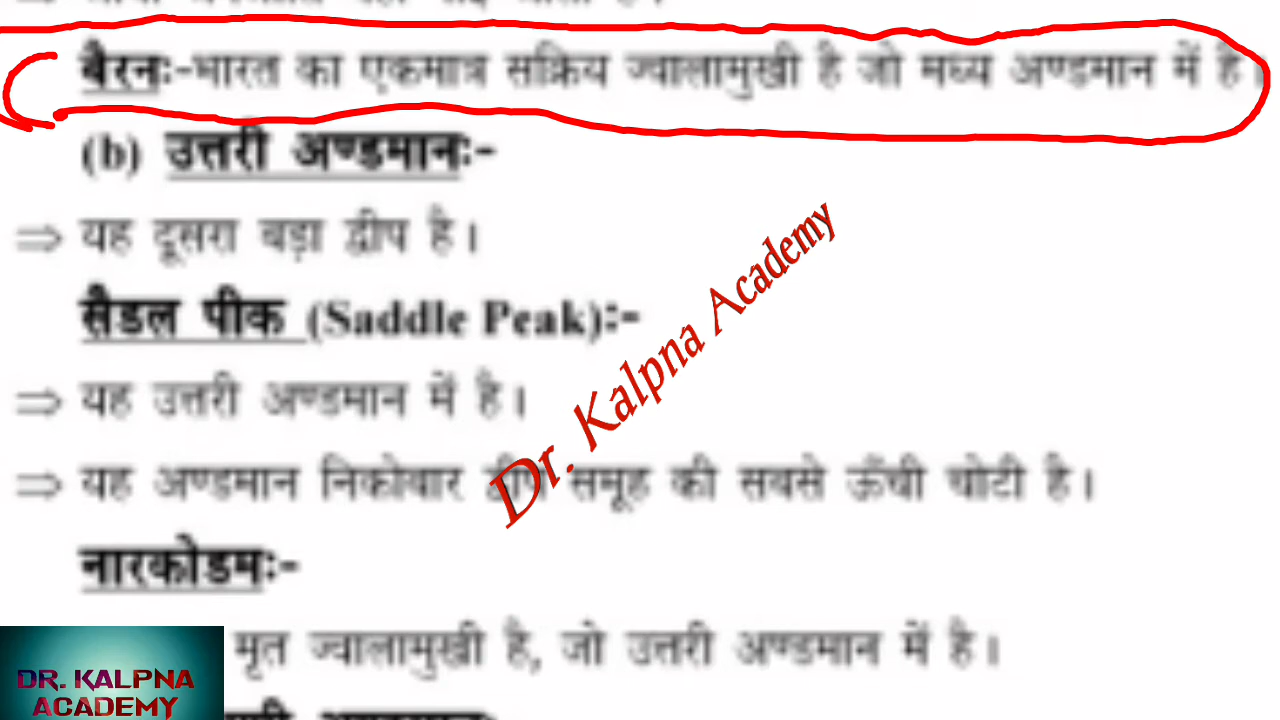 बैरनः-भारत का एकमात्र सक्रिय ज्वालामुखी है जो मध्य अण्डमान में है।
(b) उत्तरी अण्डमानः-
⇒ यह दूसरा बड़ा द्वीप है।
सैडल पीक (Saddle Peak):-
⇒ यह उत्तरी अण्डमान में है।
⇒ यह अण्डमान निकोवार द्वीप समूह की सबसे ऊँची चोटी है।
नारकोडमः-
मृत ज्वालामुखी है, जो उत्तरी अण्डमान में है।
Dr. Kalpna Academy
DR. KALPNA
ACADEMY